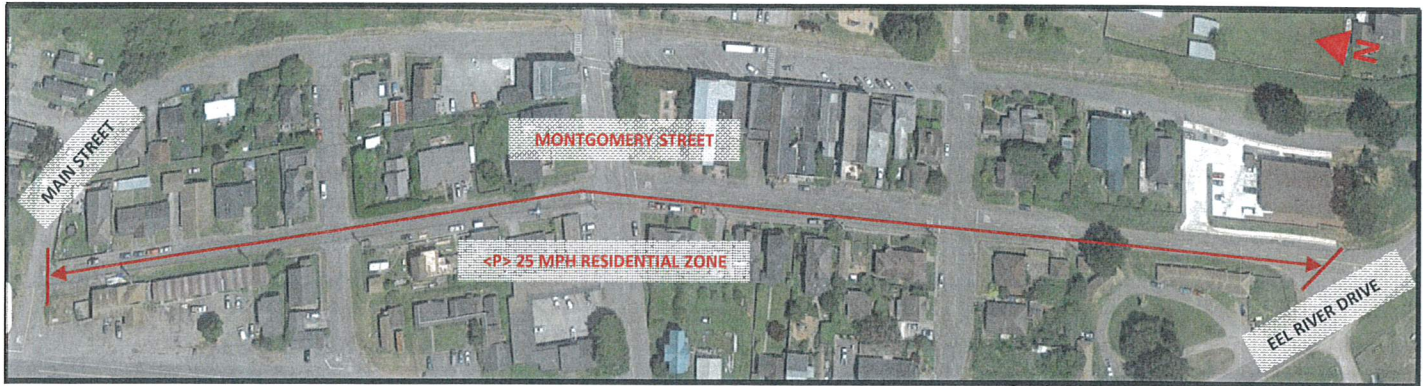 N
MAIN STREET
MONTGOMERY STREET
<P> 25 MPH RESIDENTIAL ZONE
EEL RIVER DRIVE